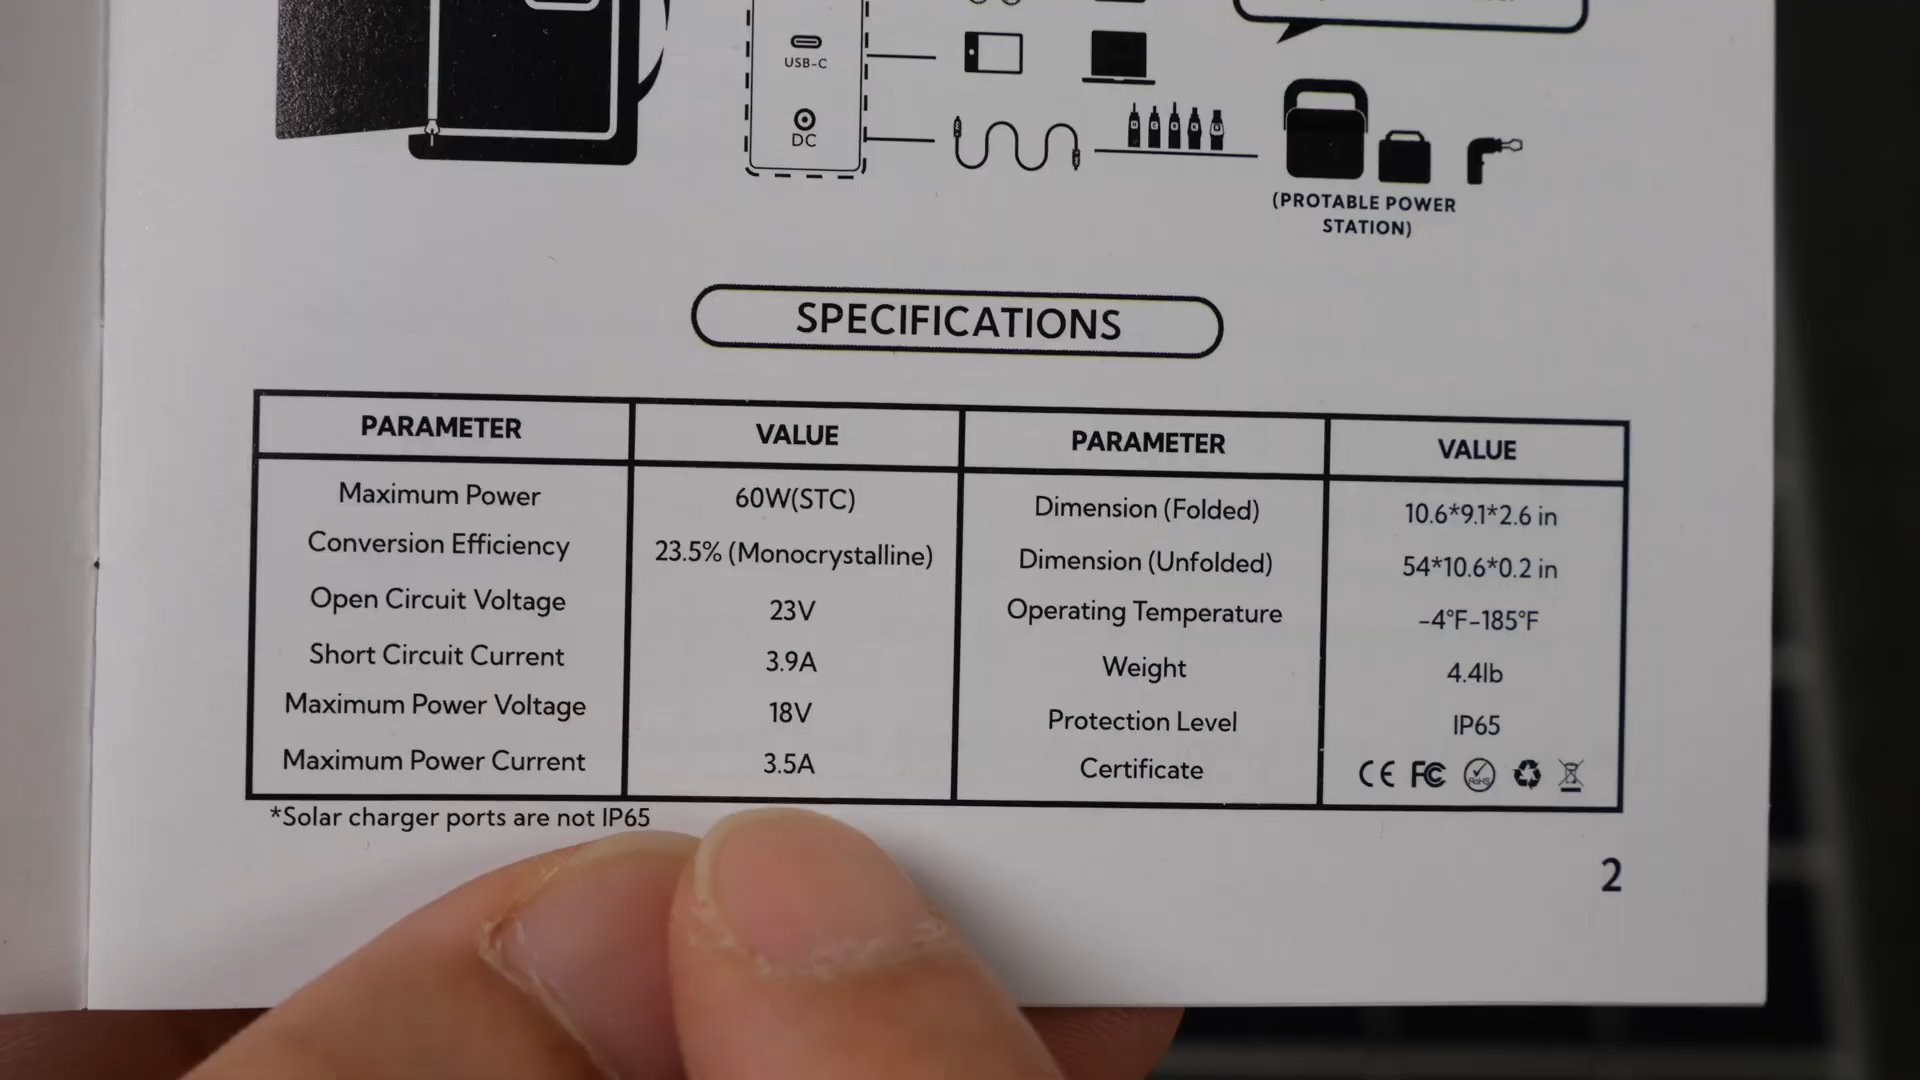 USB-C
DC
(PROTABLE POWER
STATION)
SPECIFICATIONS
PARAMETER VALUE PARAMETER VALUE
Maximum Power 60W(STC) Dimension (Folded) 10.6*9.1*2.6 in
Conversion Efficiency 23.5% (Monocrystalline) Dimension (Unfolded) 54*10.6*0.2 in
Open Circuit Voltage 23V Operating Temperature -4°F-185°F
Short Circuit Current 3.9A Weight 4.4lb
Maximum Power Voltage 18V Protection Level IP65
Maximum Power Current 3.5A Certificate CE FC RoHS
*Solar charger ports are not IP65
2